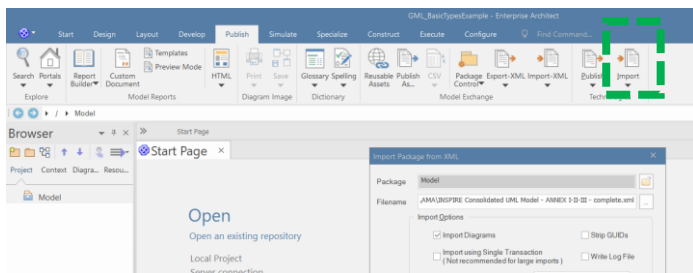 GML_BasicTypesExample - Enterprise Architect
Start Design Layout Develop Publish Simulate Specialize Construct Execute Configure Find Command...
Templates
Preview Mode
Search Portals Report Builder Custom Document HTML Print Save Glossary Spelling Reusable Assets Publish As... CSV Package Control Export-XML Import-XML Publish Import
Explore Model Reports Diagram Image Dictionary Model Exchange Tech
/ Model
Browser Start Page
Start Page ×
Project Context Diagra... Resou...
Model
Import Package from XML
Package Model
Filename AMA\INSPIRE Consolidated UML Model - ANNEX I-II-III - complete.xml ...
Import Options
Import Diagrams Strip GUIDs
Import using Single Transaction Write Log File
(Not recommended for large imports )
Open
Open an existing repository
Local Project
Server connection